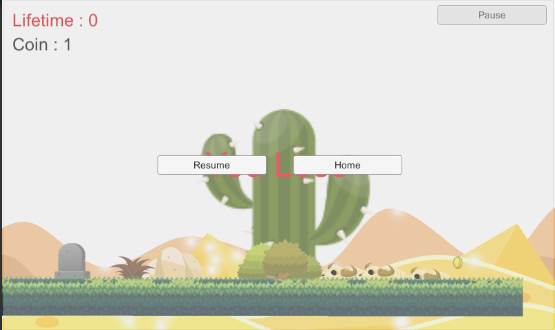 Lifetime : 0
Pause
Coin : 1
Resume
Home